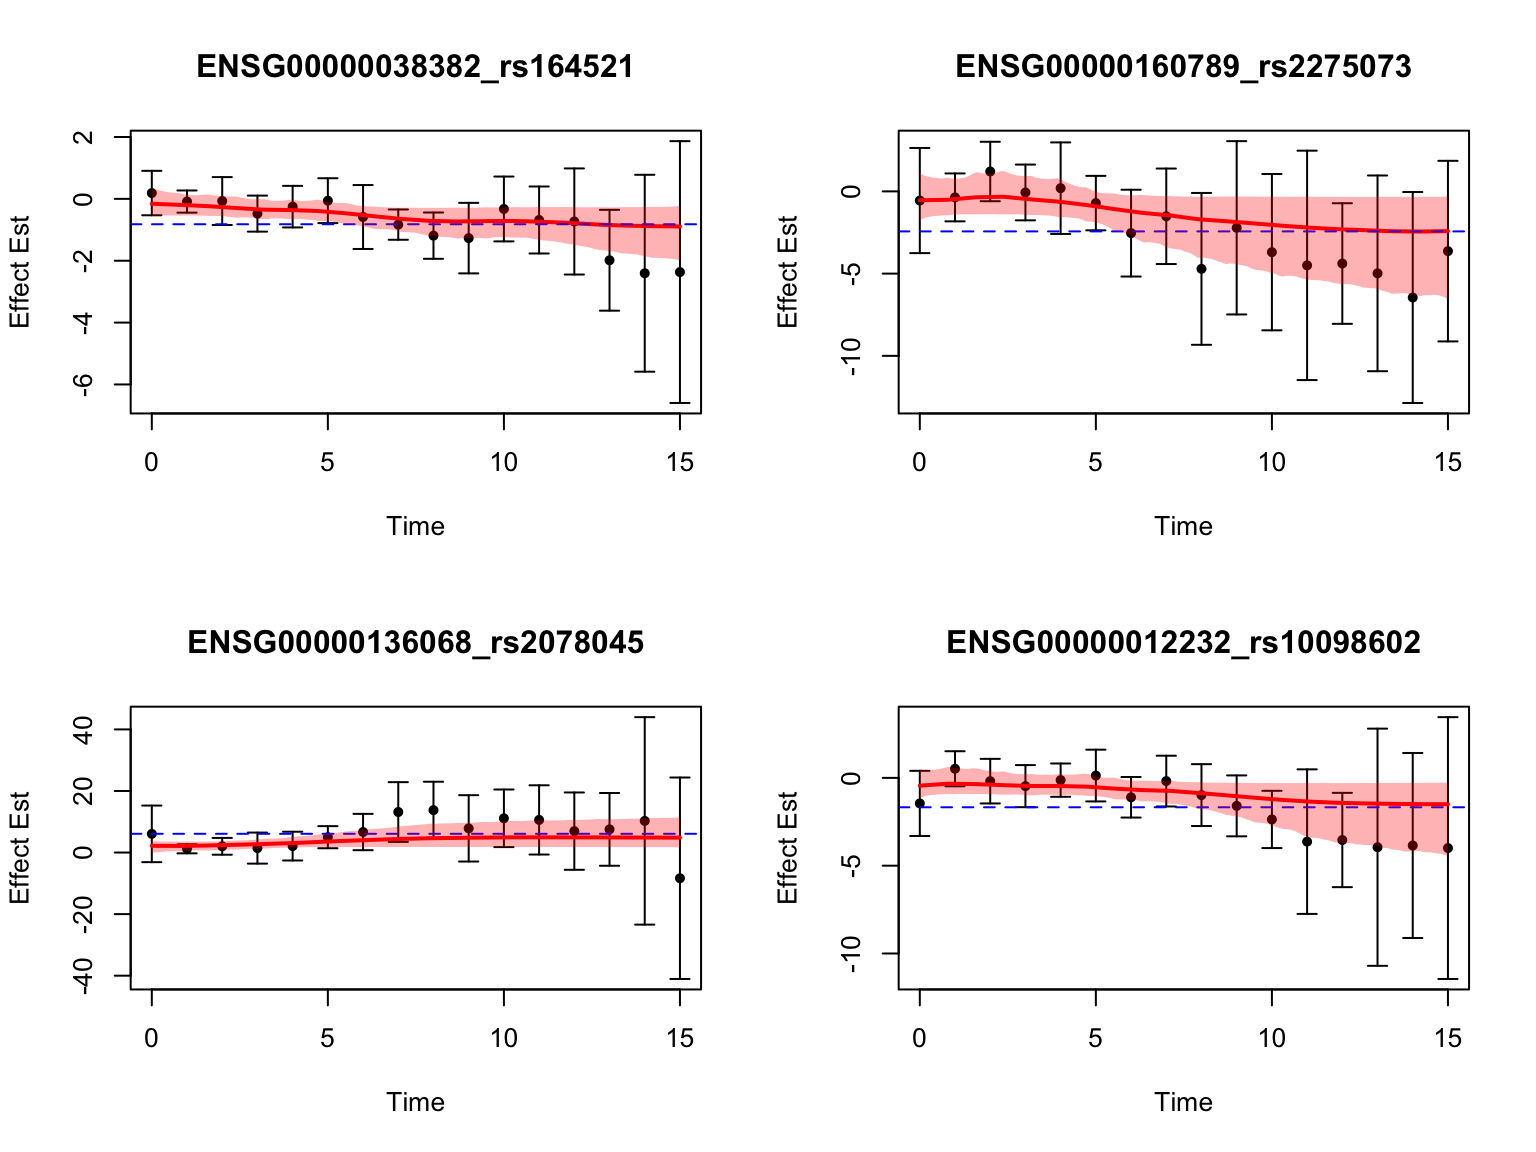 ENSG00000038382_rs164521
Effect Est
2
0
-2
-4
-6
0 5 10 15
Time
ENSG00000160789_rs2275073
Effect Est
0
-5
-10
0 5 10 15
Time
ENSG00000136068_rs2078045
Effect Est
40
20
0
-20
-40
0 5 10 15
Time
ENSG00000012232_rs10098602
Effect Est
0
-5
-10
0 5 10 15
Time